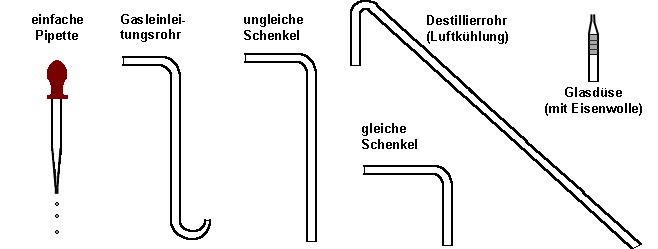 einfache
Pipette
Gasleinlei-
tungsrohr
ungleiche
Schenkel
Destillierrohr
(Luftkühlung)
Glasdüse
(mit Eisenwolle)
gleiche
Schenkel